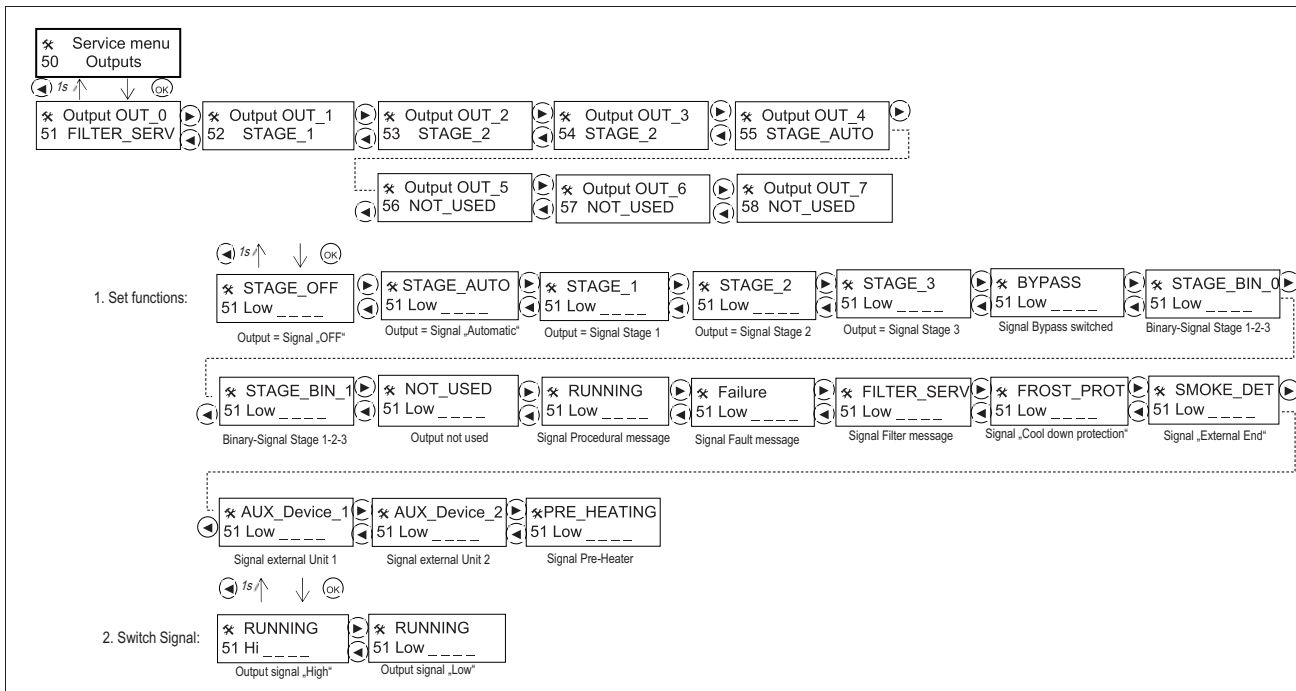 Service menu
50 Outputs
1s OK
Output OUT_0 Output OUT_1 Output OUT_2 Output OUT_3 Output OUT_4
51 FILTER_SERV 52 STAGE_1 53 STAGE_2 54 STAGE_2 55 STAGE_AUTO
Output OUT_5 Output OUT_6 Output OUT_7
56 NOT_USED 57 NOT_USED 58 NOT_USED
1s OK
1. Set functions:
STAGE_OFF STAGE_AUTO STAGE_1 STAGE_2 STAGE_3 BYPASS STAGE_BIN_0
51 Low _ _ _ _ 51 Low _ _ _ _ 51 Low _ _ _ _ 51 Low _ _ _ _ 51 Low _ _ _ _ 51 Low _ _ _ _ 51 Low _ _ _ _
Output = Signal „OFF“ Output = Signal „Automatic“ Output = Signal Stage 1 Output = Signal Stage 2 Output = Signal Stage 3 Signal Bypass switched Binary-Signal Stage 1-2-3
STAGE_BIN_1 NOT_USED RUNNING Failure FILTER_SERV FROST_PROT SMOKE_DET
51 Low _ _ _ _ 51 Low _ _ _ _ 51 Low _ _ _ _ 51 Low _ _ _ _ 51 Low _ _ _ _ 51 Low _ _ _ _ 51 Low _ _ _ _
Binary-Signal Stage 1-2-3 Output not used Signal Procedural message Signal Fault message Signal Filter message Signal „Cool down protection“ Signal „External End“
AUX_Device_1 AUX_Device_2 PRE_HEATING
51 Low _ _ _ _ 51 Low _ _ _ _ 51 Low _ _ _ _
Signal external Unit 1 Signal external Unit 2 Signal Pre-Heater
1s OK
2. Switch Signal:
RUNNING RUNNING
51 Hi _ _ _ _ 51 Low _ _ _ _
Output signal „High“ Output signal „Low“